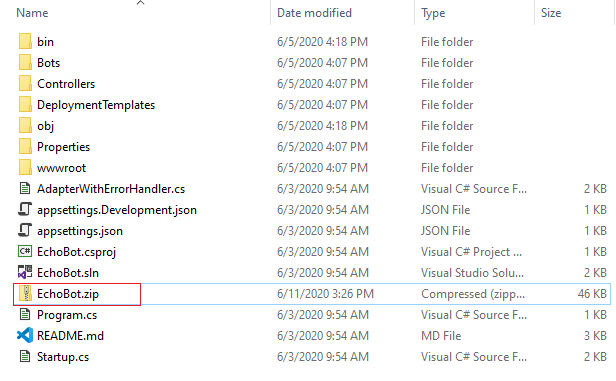 Name Date modified Type Size
bin 6/5/2020 4:18 PM File folder
Bots 6/5/2020 4:07 PM File folder
Controllers 6/5/2020 4:07 PM File folder
DeploymentTemplates 6/5/2020 4:07 PM File folder
obj 6/5/2020 4:18 PM File folder
Properties 6/5/2020 4:07 PM File folder
wwwroot 6/5/2020 4:07 PM File folder
AdapterWithErrorHandler.cs 6/3/2020 9:54 AM Visual C# Source F... 2 KB
appsettings.Development.json 6/3/2020 9:54 AM JSON File 1 KB
appsettings.json 6/3/2020 9:54 AM JSON File 1 KB
C# EchoBot.csproj 6/3/2020 9:54 AM Visual C# Project ... 1 KB
EchoBot.sln 6/3/2020 9:54 AM Visual Studio Solu... 2 KB
EchoBot.zip 6/11/2020 3:26 PM Compressed (zipp... 46 KB
Program.cs 6/3/2020 9:54 AM Visual C# Source F... 1 KB
README.md 6/3/2020 9:54 AM MD File 3 KB
Startup.cs 6/3/2020 9:54 AM Visual C# Source F... 2 KB